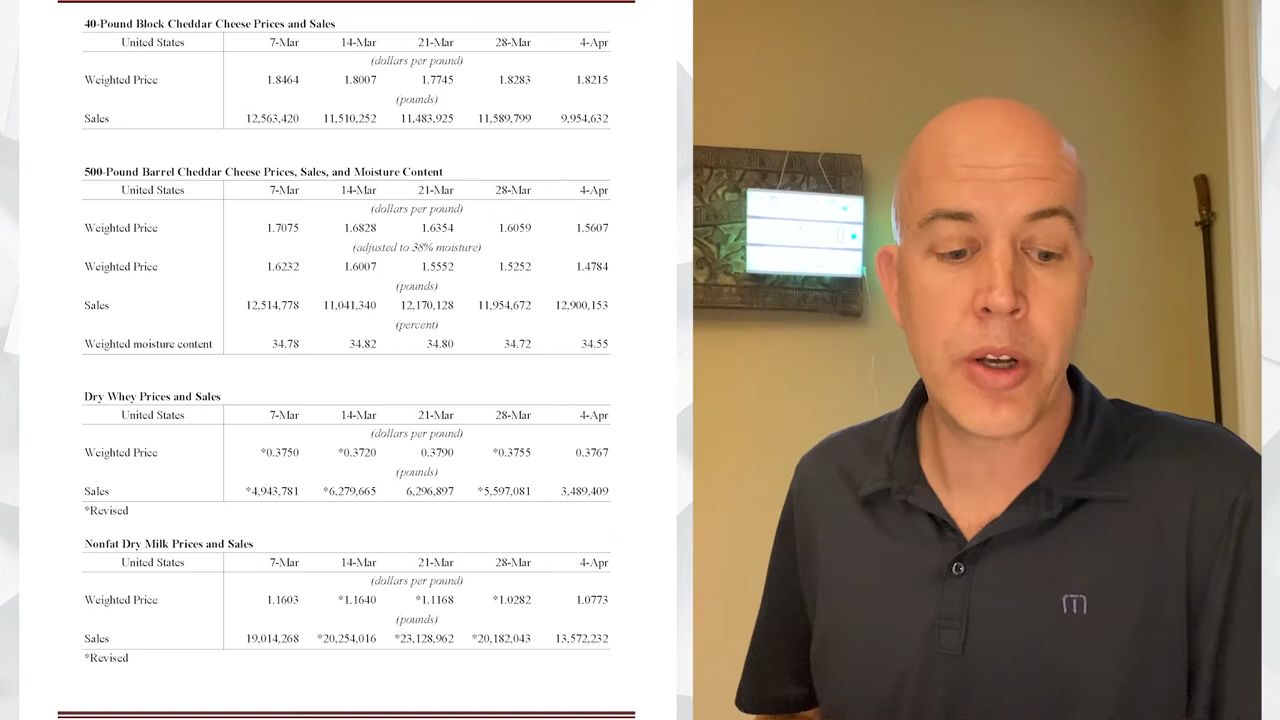 40-Pound Block Cheddar Cheese Prices and Sales
United States 7-Mar 14-Mar 21-Mar 28-Mar 4-Apr
(dollars per pound)
Weighted Price 1.8464 1.8007 1.7745 1.8283 1.8215
(pounds)
Sales 12,563,420 11,510,252 11,483,925 11,589,799 9,954,632
500-Pound Barrel Cheddar Cheese Prices, Sales, and Moisture Content
United States 7-Mar 14-Mar 21-Mar 28-Mar 4-Apr
(dollars per pound)
Weighted Price 1.7075 1.6828 1.6354 1.6059 1.5607
(adjusted to 38% moisture)
Weighted Price 1.6232 1.6007 1.5552 1.5252 1.4784
(pounds)
Sales 12,514,778 11,041,340 12,170,128 11,954,672 12,900,153
(percent)
Weighted moisture content 34.78 34.82 34.80 34.72 34.55
Dry Whey Prices and Sales
United States 7-Mar 14-Mar 21-Mar 28-Mar 4-Apr
(dollars per pound)
Weighted Price *0.3750 *0.3720 0.3790 *0.3755 0.3767
(pounds)
Sales *4,943,781 *6,279,665 6,296,897 *5,597,081 3,489,409
*Revised
Nonfat Dry Milk Prices and Sales
United States 7-Mar 14-Mar 21-Mar 28-Mar 4-Apr
(dollars per pound)
Weighted Price 1.1603 *1.1640 *1.1168 *1.0282 1.0773
(pounds)
Sales 19,014,268 *20,254,016 *23,128,962 *20,182,043 13,572,232
*Revised